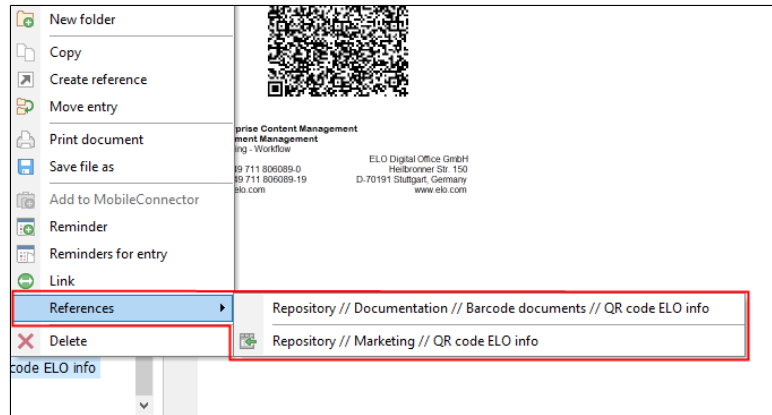 New folder
Copy
Create reference
Move entry
Print document
Save file as
Add to MobileConnector
Reminder
Reminders for entry
Link
References
Delete
code ELO info
prise Content Management
ment Management
ing - Workflow
49 711 806089-0
49 711 806089-19
elo.com
ELO Digital Office GmbH
Heilbronner Str. 150
D-70191 Stuttgart, Germany
www.elo.com
Repository // Documentation // Barcode documents // QR code ELO info
Repository // Marketing // QR code ELO info